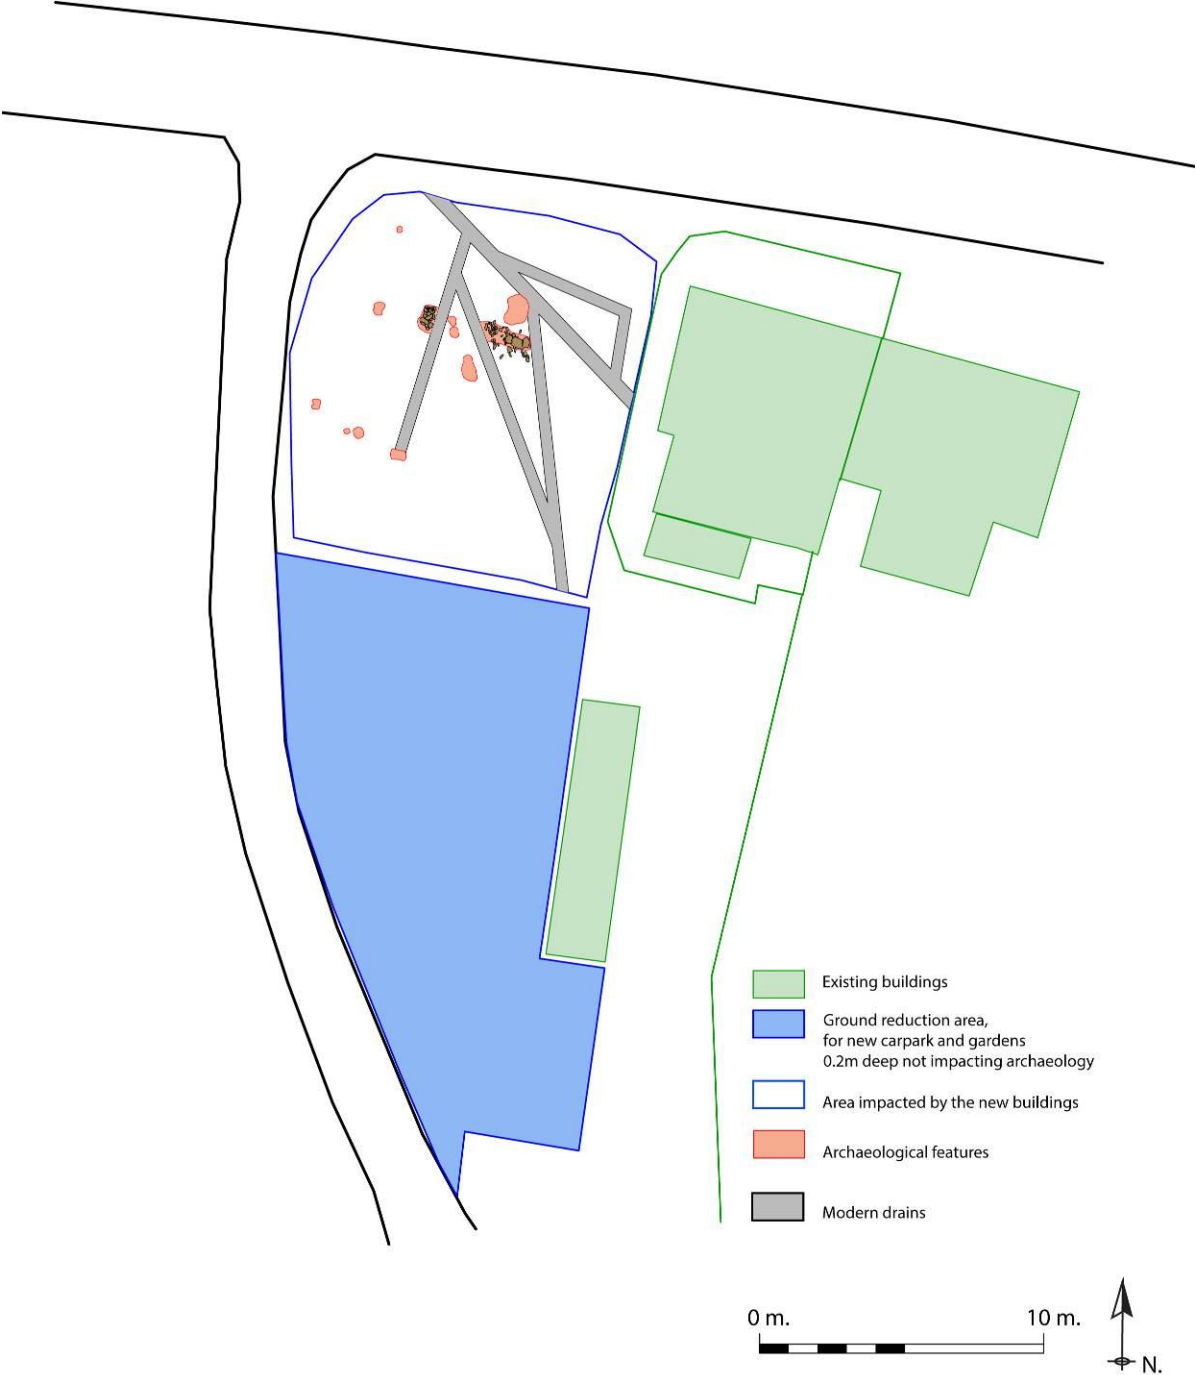 Existing buildings
Ground reduction area,
for new carpark and gardens
0.2m deep not impacting archaeology
Area impacted by the new buildings
Archaeological features
Modern drains
0 m. 10 m.
N.